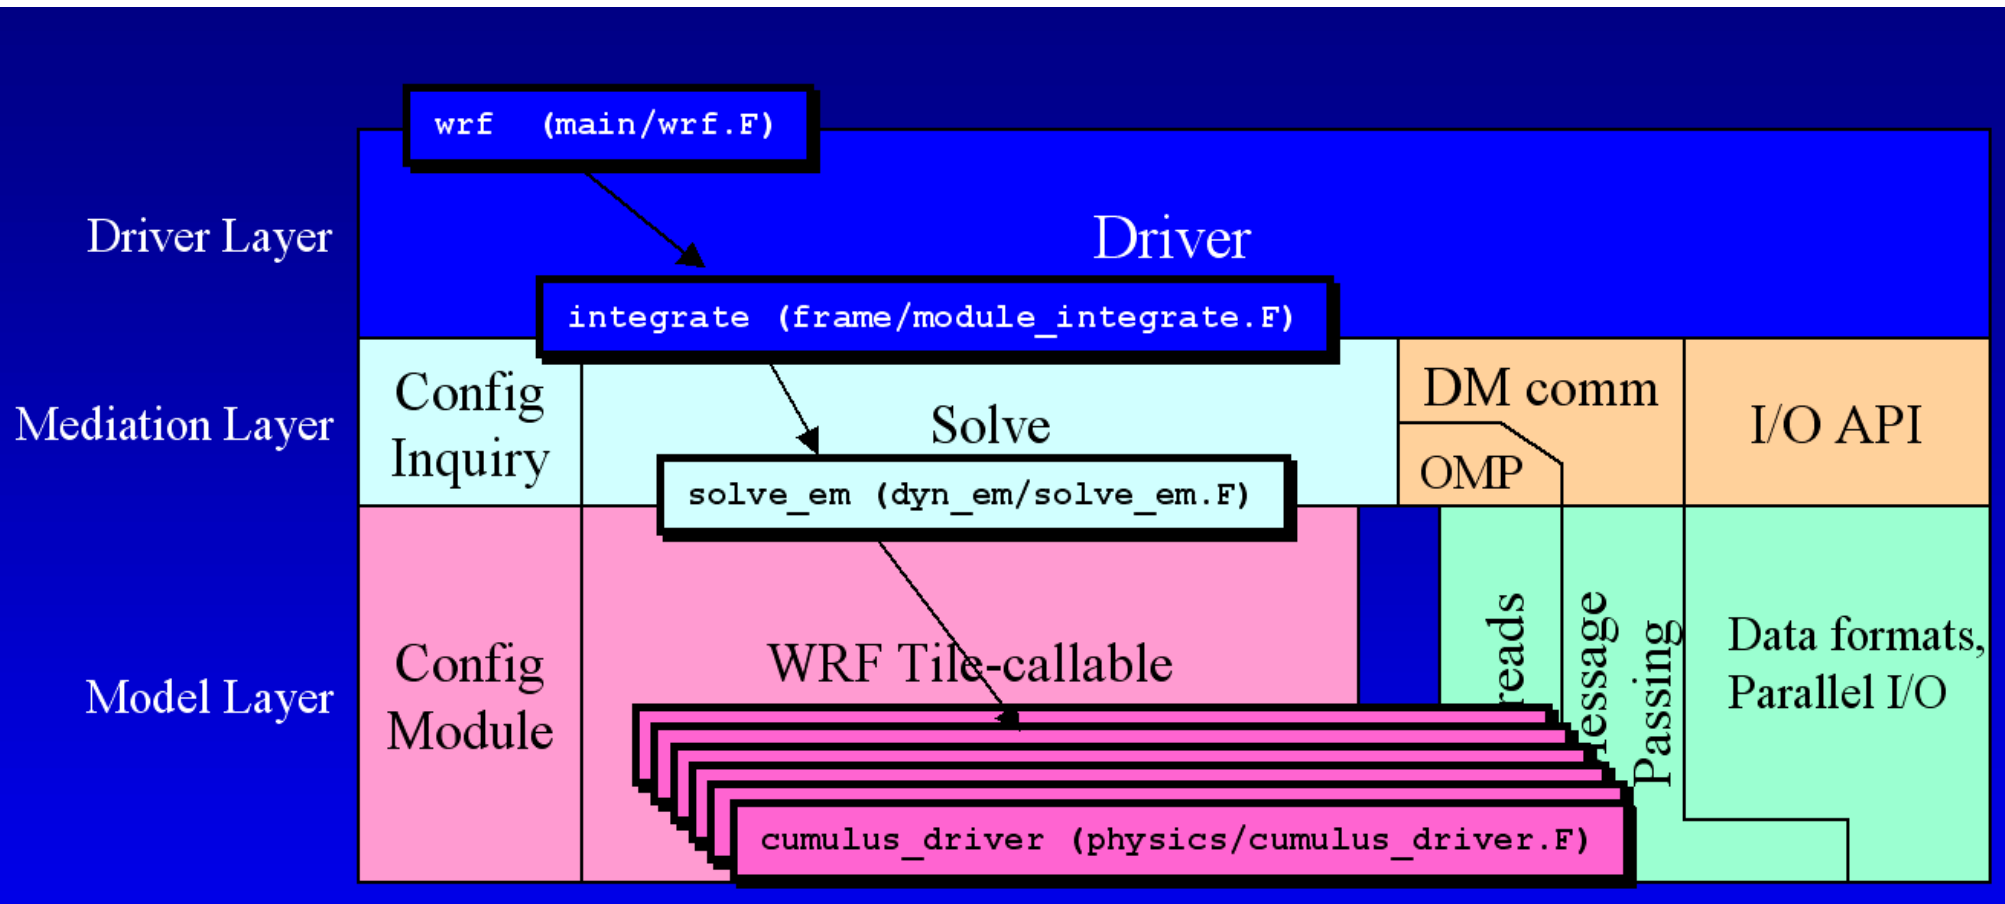 wrf (main/wrf.F)
Driver Layer
Driver
integrate (frame/module_integrate.F)
Mediation Layer
Config
Inquiry
Solve
DM comm
OMP
I/O API
solve_em (dyn_em/solve_em.F)
Model Layer
Config
Module
WRF Tile-callable
Passing
Data formats,
Parallel I/O
cumulus_driver (physics/cumulus_driver.F)